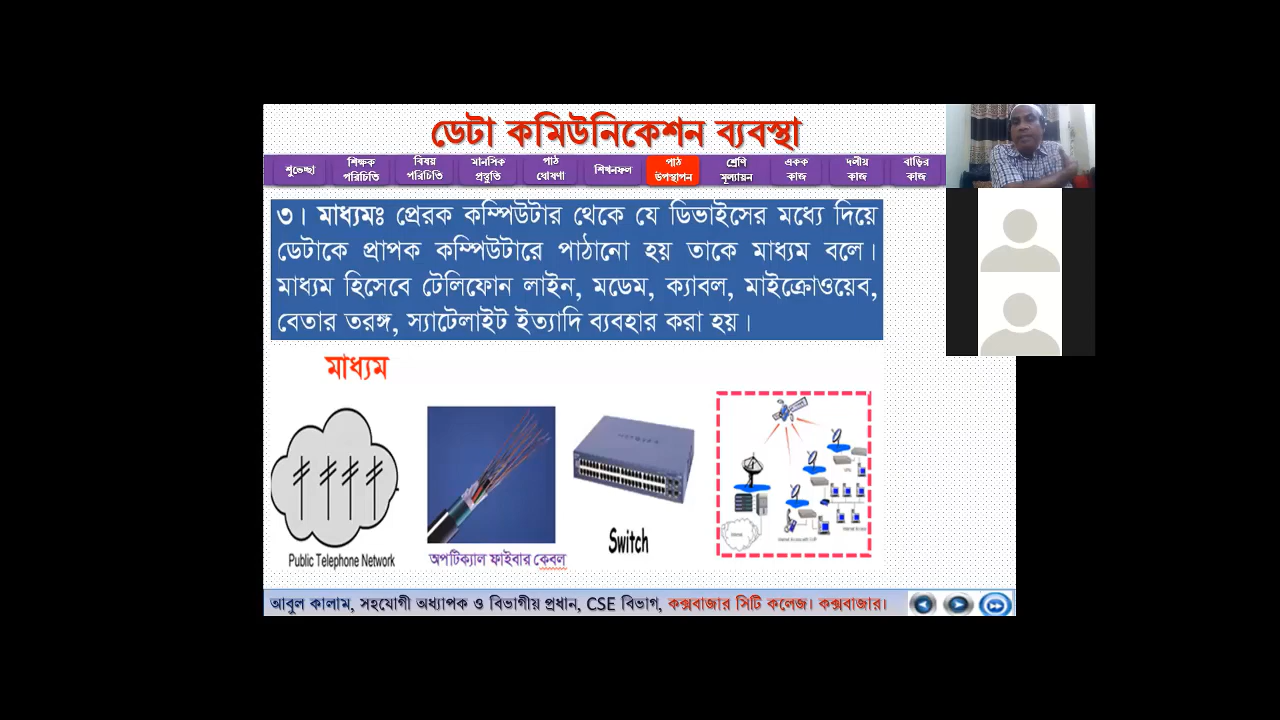 ডেটা কমিউনিকেশন ব্যবস্থা
শুভেচ্ছা
শিক্ষক
পরিচিতি
বিষয়
পরিচিতি
মানসিক
প্রস্তুতি
পাঠ
ঘোষণা
শিখনফল
পাঠ
উপস্থাপন
শ্রেণি
মূল্যায়ন
একক
কাজ
দলীয়
কাজ
বাড়ির
কাজ
৩। মাধ্যমঃ প্রেরক কম্পিউটার থেকে যে ডিভাইসের মধ্যে দিয়ে
ডেটাকে প্রাপক কম্পিউটারে পাঠানো হয় তাকে মাধ্যম বলে।
মাধ্যম হিসেবে টেলিফোন লাইন, মডেম, ক্যাবল, মাইক্রোওয়েব,
বেতার তরঙ্গ, স্যাটেলাইট ইত্যাদি ব্যবহার করা হয়।
মাধ্যম
Public Telephone Network
অপটিক্যাল ফাইবার কেবল
Switch
আবুল কালাম, সহযোগী অধ্যাপক ও বিভাগীয় প্রধান, CSE বিভাগ, কক্সবাজার সিটি কলেজ। কক্সবাজার।